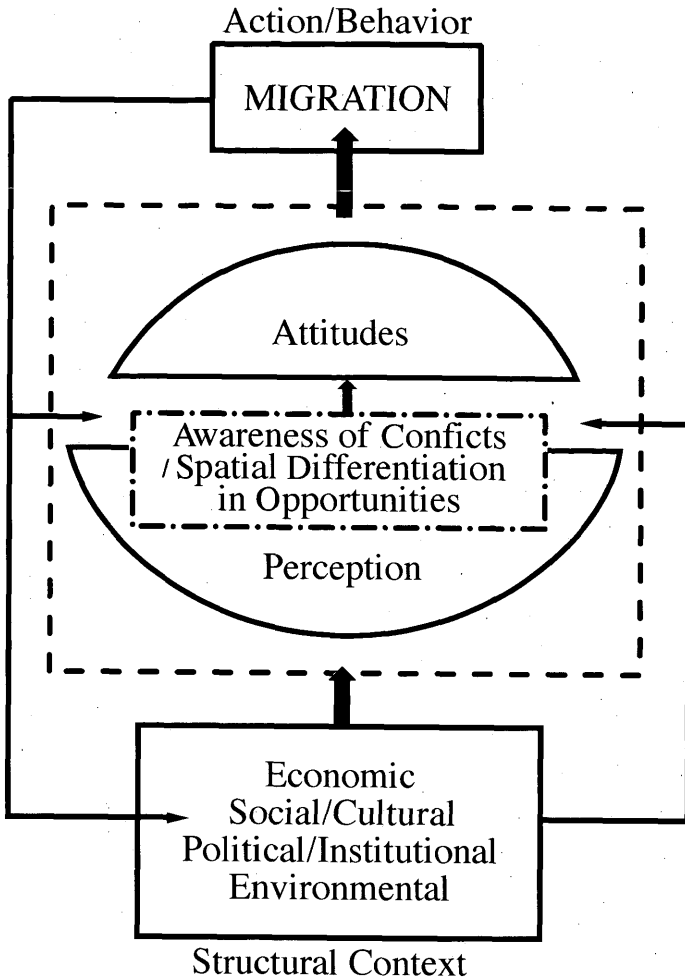 Action/Behavior
MIGRATION
Attitudes
Awareness of Conficts
/Spatial Differentiation
in Opportunities
Perception
Economic
Social/Cultural
Political/Institutional
Environmental
Structural Context